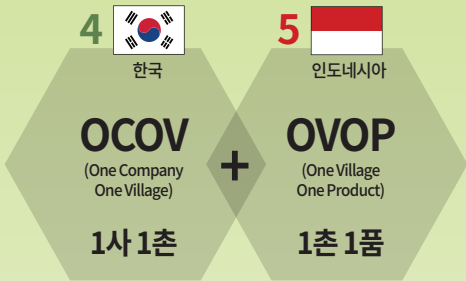 4
한국
OCOV
(One Company
One Village)
1사 1촌
+
5
인도네시아
OVOP
(One Village
One Product)
1촌 1품